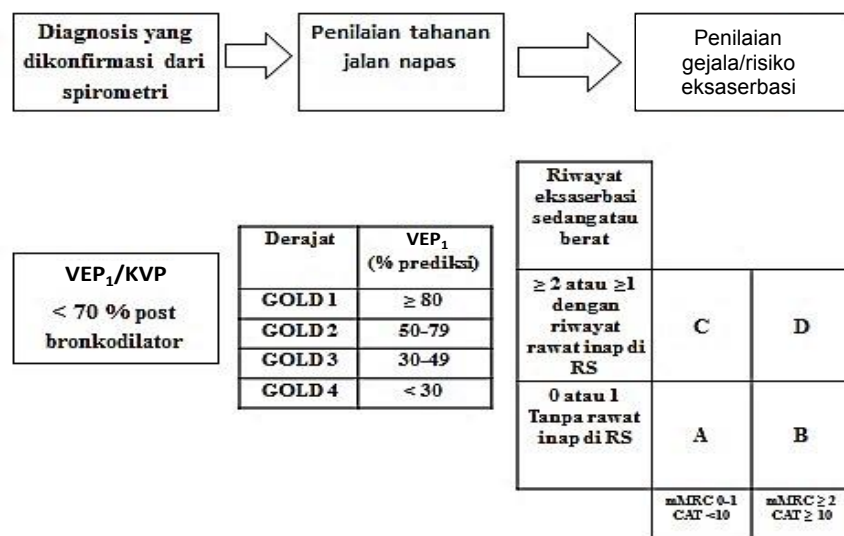 Diagnosis yang
dikonfirmasi dari
spirometri
Penilaian tahanan
jalan napas
Penilaian
gejala/risiko
eksaserbasi
VEP1/KVP
< 70 % post
bronkodilator
Derajat
VEP1
(% prediksi)
GOLD 1
≥ 80
GOLD 2
50-79
GOLD 3
30-49
GOLD 4
< 30
Riwayat
eksaserbasi
sedang atau
berat
≥ 2 atau ≥1
dengan
riwayat
rawat inap di
RS
C
D
0 atau 1
Tanpa rawat
inap di RS
A
B
mMRC 0-1
CAT <10
mMRC ≥ 2
CAT ≥ 10